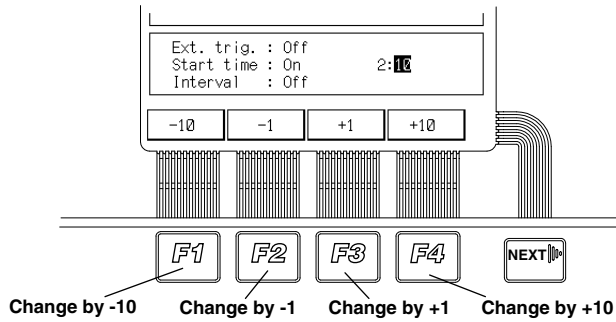 Ext. trig. : Off
Start time : On 2:10
Interval : Off
-10 -1 +1 +10
F1 F2 F3 F4 NEXT
Change by -10 Change by -1 Change by +1 Change by +10